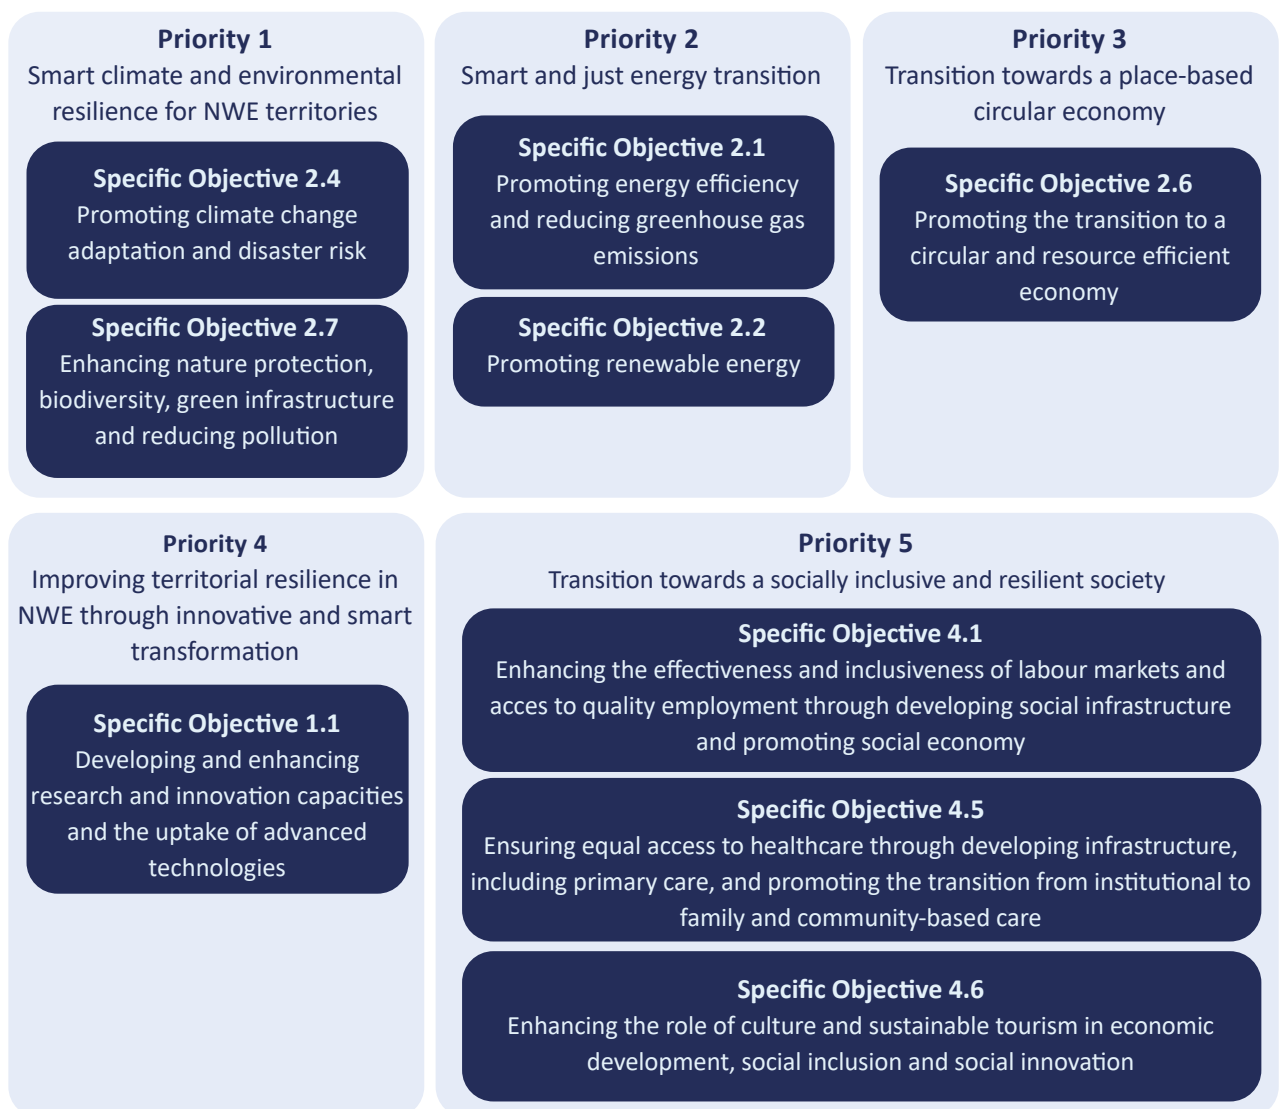 Priority 1
Smart climate and environmental
resilience for NWE territories
Specific Objective 2.4
Promoting climate change
adaptation and disaster risk
Specific Objective 2.7
Enhancing nature protection,
biodiversity, green infrastructure
and reducing pollution
Priority 2
Smart and just energy transition
Specific Objective 2.1
Promoting energy efficiency
and reducing greenhouse gas
emissions
Specific Objective 2.2
Promoting renewable energy
Priority 3
Transition towards a place-based
circular economy
Specific Objective 2.6
Promoting the transition to a
circular and resource efficient
economy
Priority 4
Improving territorial resilience in
NWE through innovative and smart
transformation
Specific Objective 1.1
Developing and enhancing
research and innovation capacities
and the uptake of advanced
technologies
Priority 5
Transition towards a socially inclusive and resilient society
Specific Objective 4.1
Enhancing the effectiveness and inclusiveness of labour markets and
acces to quality employment through developing social infrastructure
and promoting social economy
Specific Objective 4.5
Ensuring equal access to healthcare through developing infrastructure,
including primary care, and promoting the transition from institutional to
family and community-based care
Specific Objective 4.6
Enhancing the role of culture and sustainable tourism in economic
development, social inclusion and social innovation